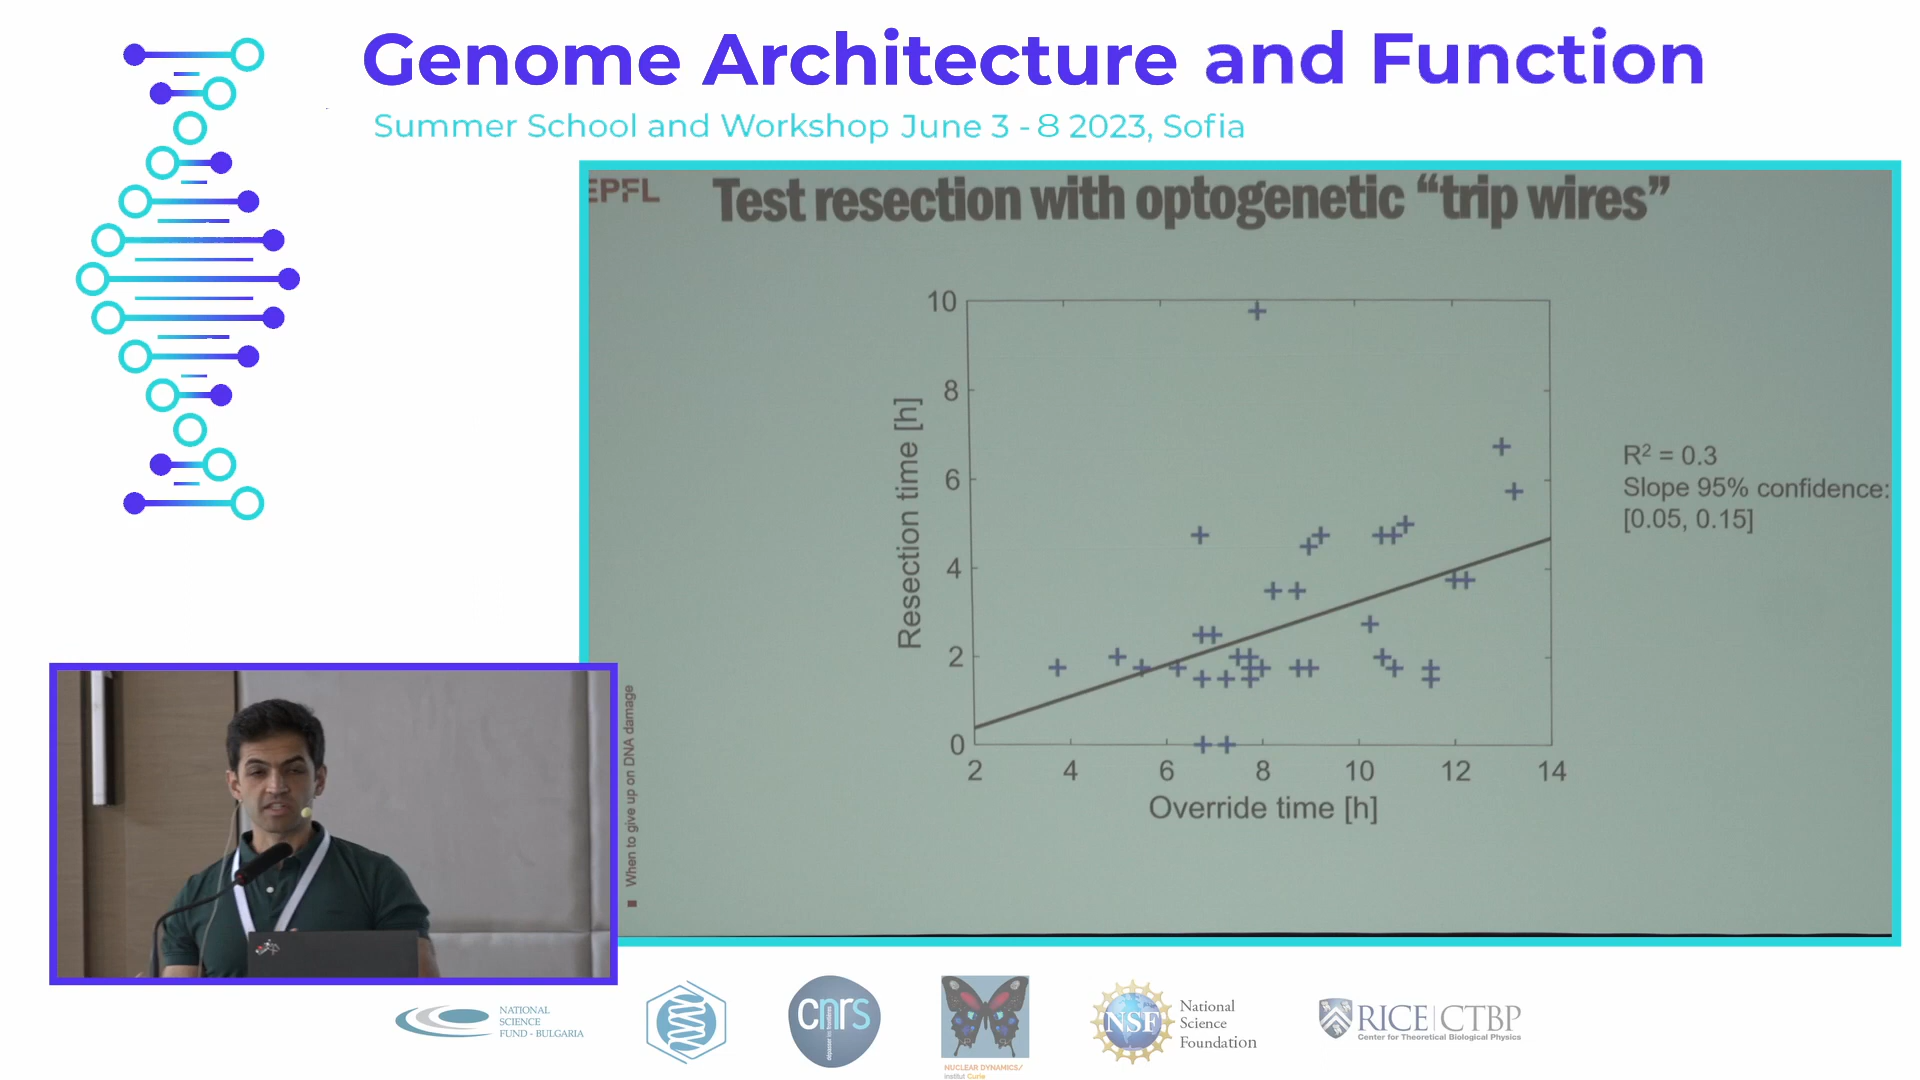 Genome Architecture and Function
Summer School and Workshop June 3 - 8 2023, Sofia
EPFL
Test resection with optogenetic “trip wires”
10
8
6
4
2
0
Resection time [h]
2 4 6 8 10 12 14
Override time [h]
R² = 0.3
Slope 95% confidence:
[0.05, 0.15]
When to give up on DNA damage
NATIONAL
SCIENCE
FUND - BULGARIA
cnrs
NUCLEAR DYNAMICS/
institut Curie
NSF
National
Science
Foundation
RICE CTBP
Center for Theoretical Biological Physics